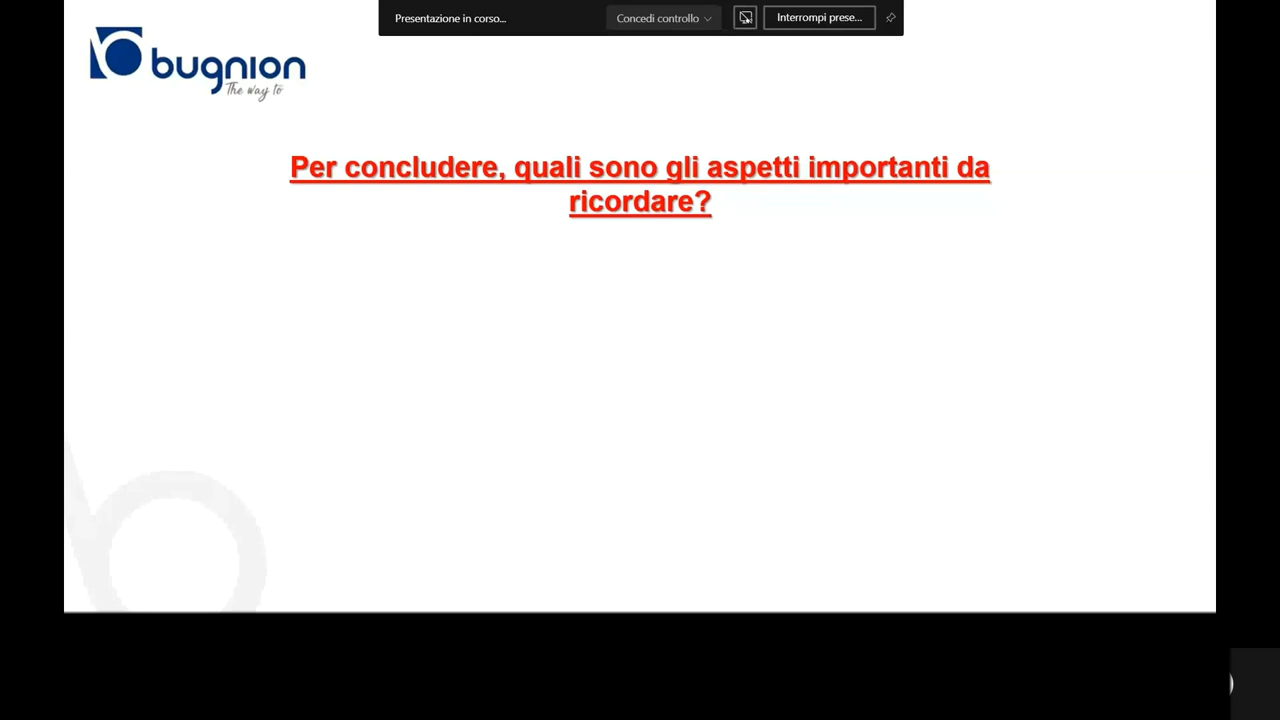 Presentazione in corso...
Concedi controllo
Interrompi prese...
bugnion
The way to
Per concludere, quali sono gli aspetti importanti da
ricordare?